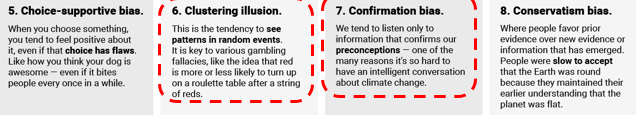 5. Choice-supportive bias.
When you choose something,
you tend to feel positive about
it, even if that choice has flaws.
Like how you think your dog is
awesome — even if it bites
people every once in a while.
6. Clustering illusion.
This is the tendency to see
patterns in random events.
It is key to various gambling
fallacies, like the idea that red
is more or less likely to turn up
on a roulette table after a string
of reds.
7. Confirmation bias.
We tend to listen only to
information that confirms our
preconceptions — one of the
many reasons it's so hard to
have an intelligent conversation
about climate change.
8. Conservatism bias.
Where people favor prior
evidence over new evidence or
information that has emerged.
People were slow to accept
that the Earth was round
because they maintained their
earlier understanding that the
planet was flat.